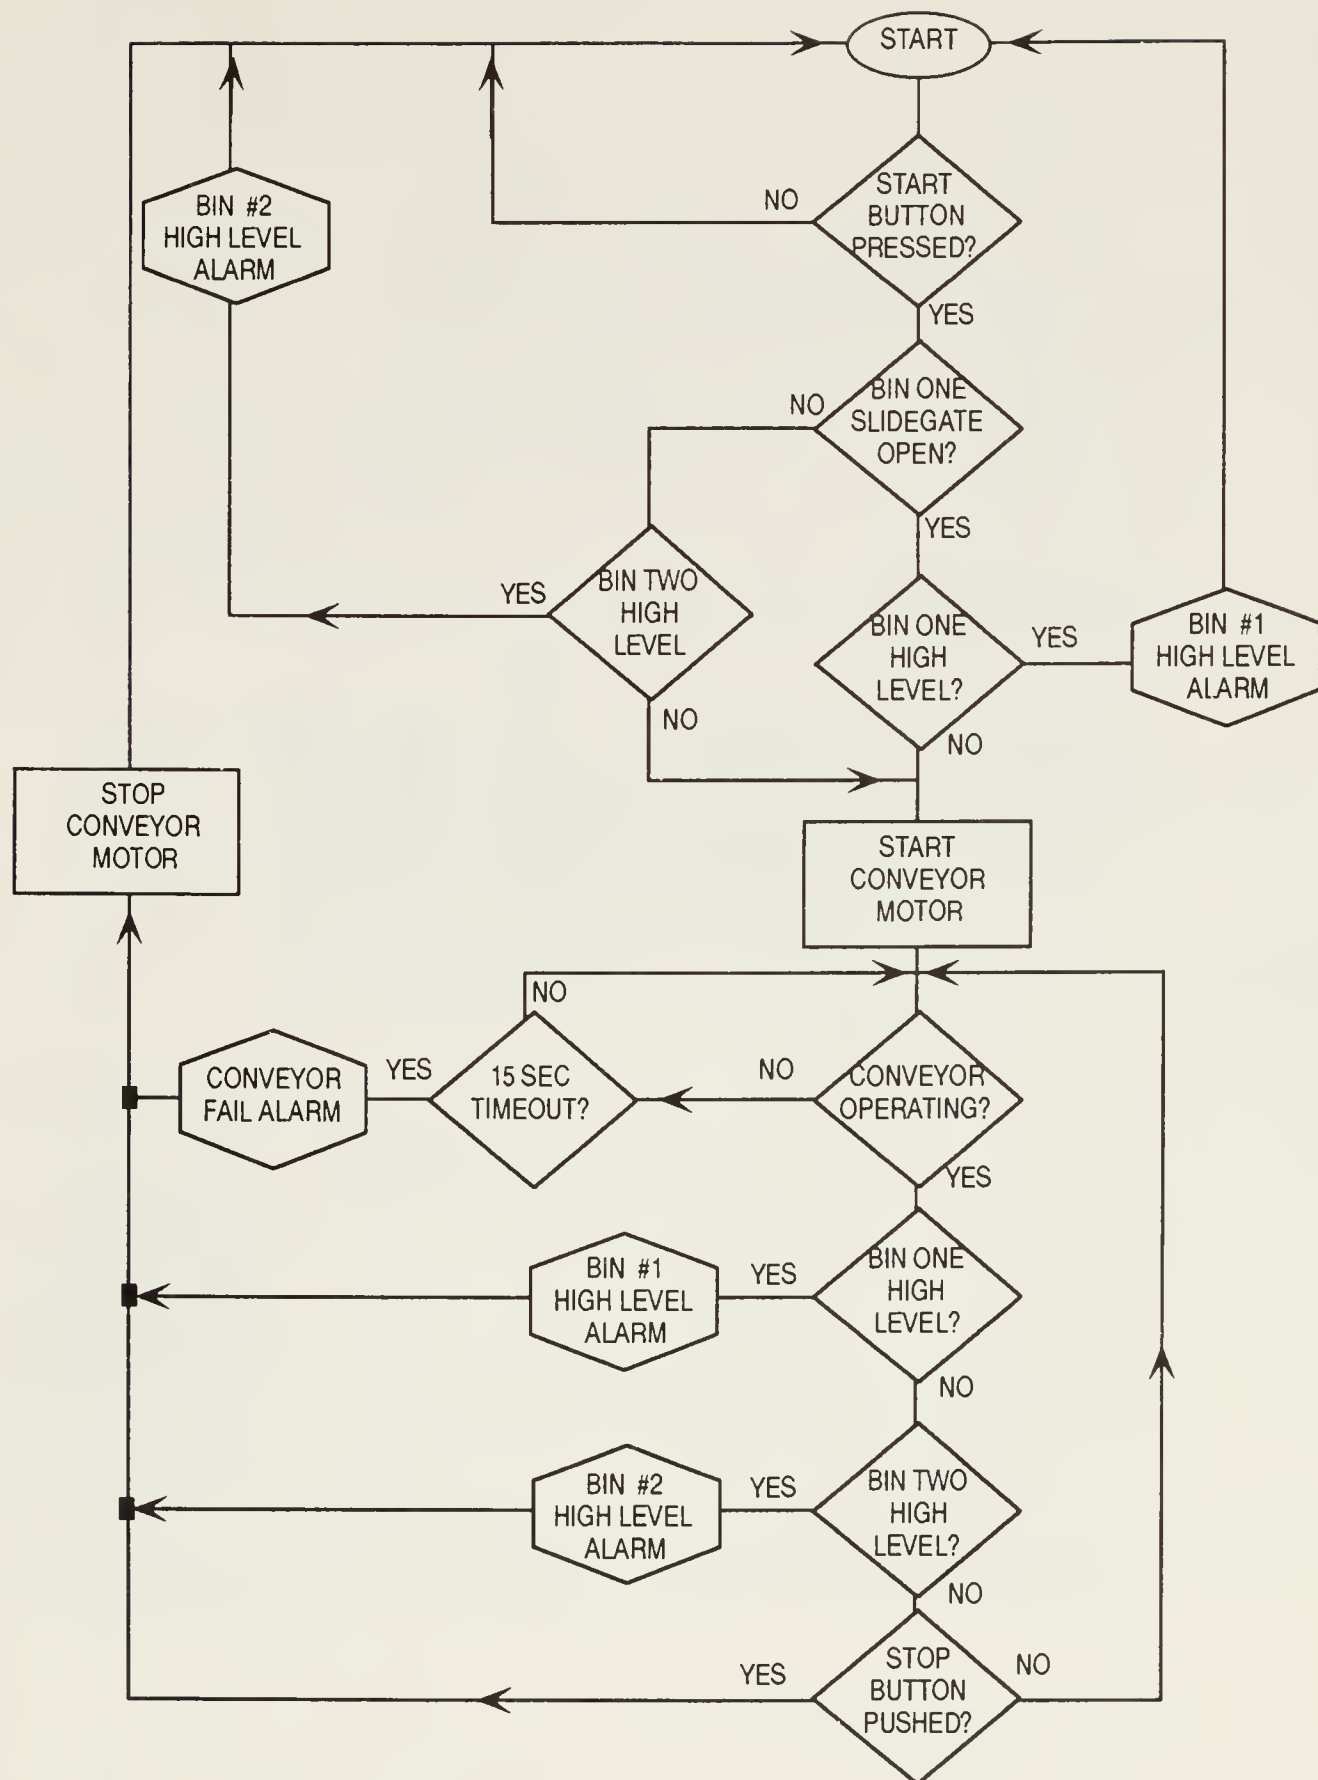 START
START
BUTTON
PRESSED?
NO
YES
BIN #2
HIGH LEVEL
ALARM
BIN ONE
SLIDEGATE
OPEN?
NO
YES
BIN TWO
HIGH
LEVEL
YES
NO
BIN ONE
HIGH
LEVEL?
YES
NO
BIN #1
HIGH LEVEL
ALARM
STOP
CONVEYOR
MOTOR
START
CONVEYOR
MOTOR
CONVEYOR
OPERATING?
NO
YES
15 SEC
TIMEOUT?
NO
YES
CONVEYOR
FAIL ALARM
BIN ONE
HIGH
LEVEL?
YES
NO
BIN #1
HIGH LEVEL
ALARM
BIN TWO
HIGH
LEVEL?
YES
NO
BIN #2
HIGH LEVEL
ALARM
STOP
BUTTON
PUSHED?
YES
NO